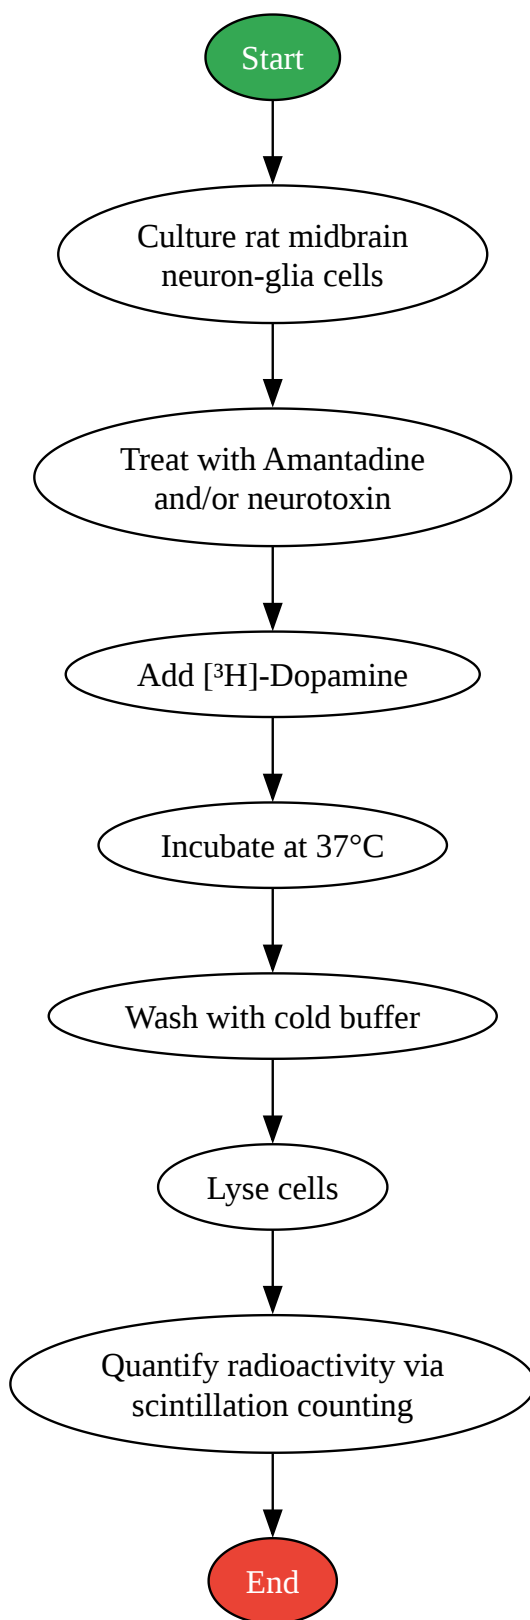 Start
Culture rat midbrain
neuron-glia cells
Treat with Amantadine
and/or neurotoxin
Add [³H]-Dopamine
Incubate at 37°C
Wash with cold buffer
Lyse cells
Quantify radioactivity via
scintillation counting
End